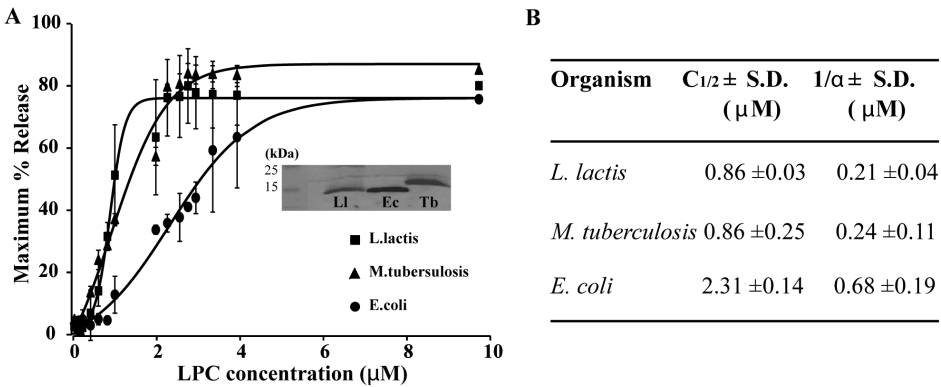 A
100
80
60
40
20
0
Maximum % Release
0
2
4
6
8
10
LPC concentration (μM)
(kDa)
25
15
Ll
Ec
Tb
L.lactis
M.tubersulosis
E.coli
B
Organism C1/2 ± S.D. 1/α ± S.D.
(μM) (μM)
L. lactis 0.86 ±0.03 0.21 ±0.04
M. tuberculosis 0.86 ±0.25 0.24 ±0.11
E. coli 2.31 ±0.14 0.68 ±0.19